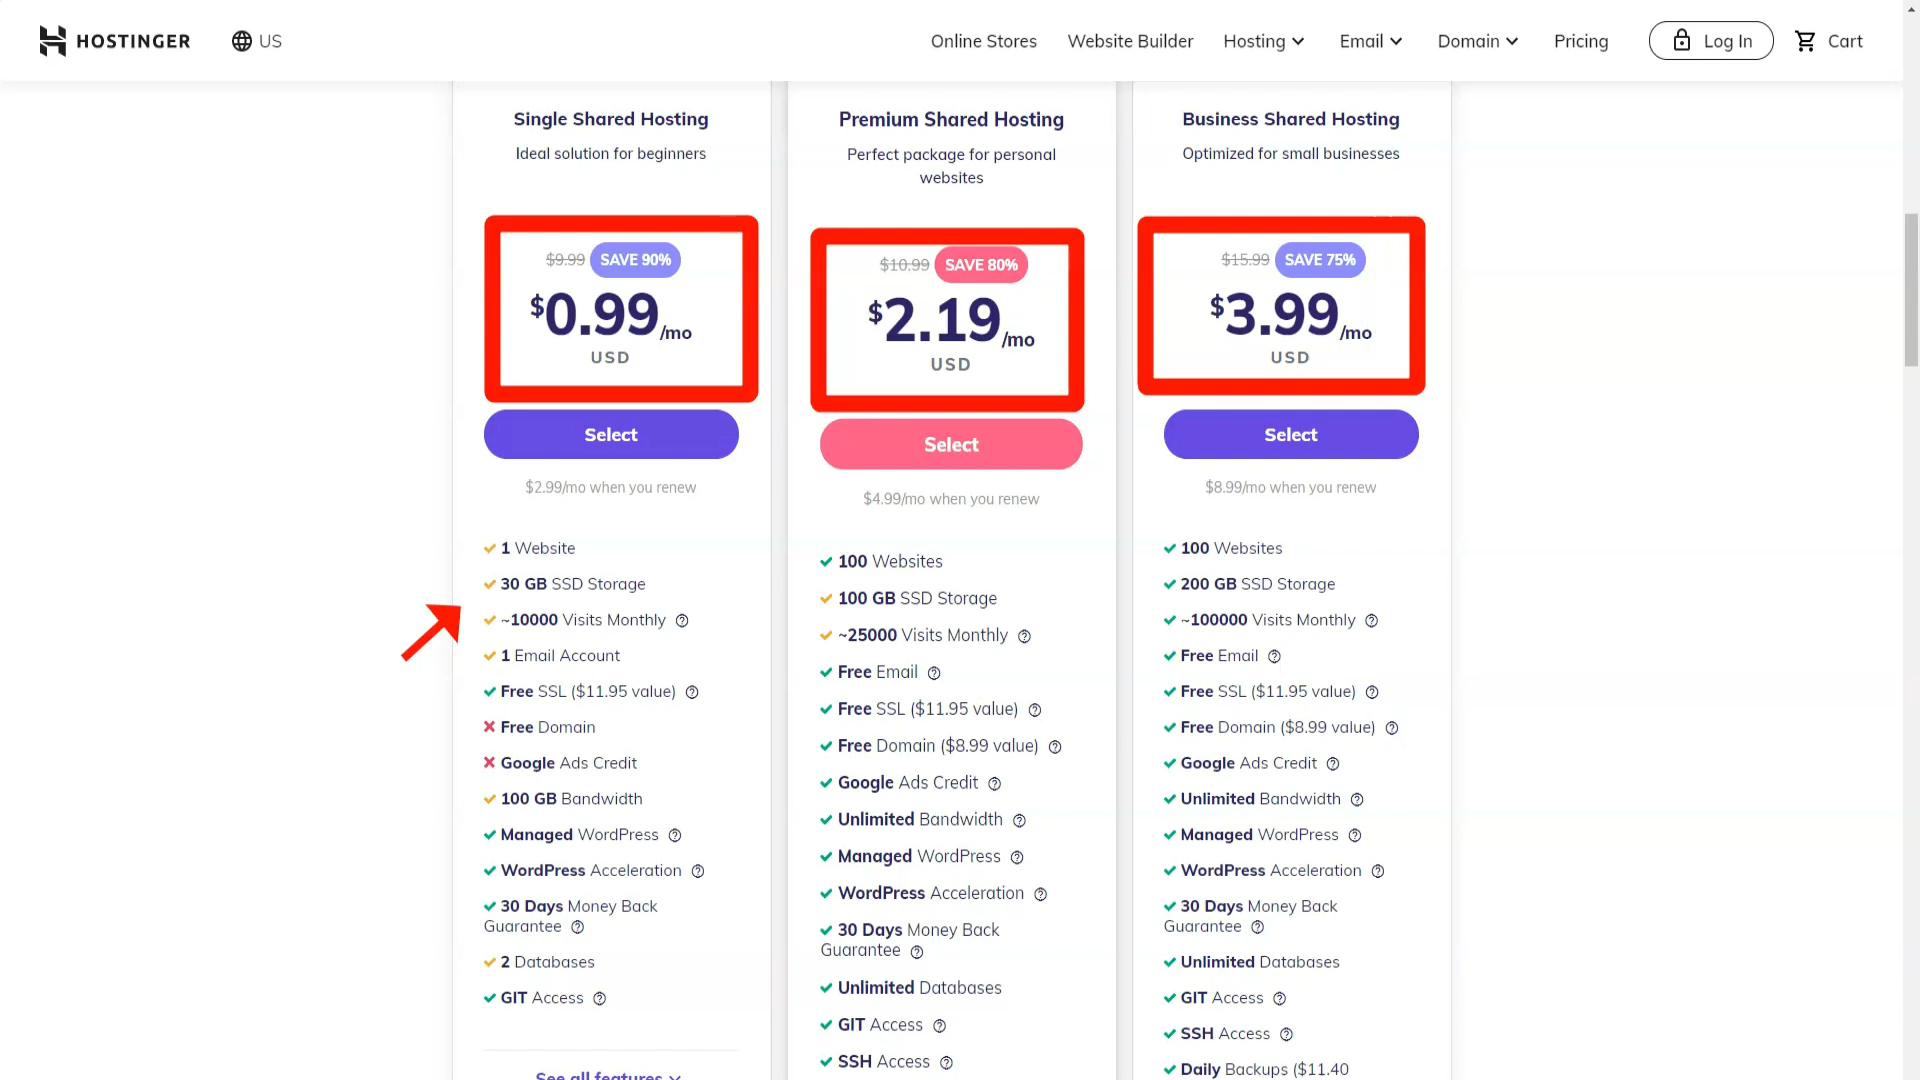 HOSTINGER
US
Online Stores
Website Builder
Hosting
Email
Domain
Pricing
Log In
Cart
Single Shared Hosting
Ideal solution for beginners
$9.99 SAVE 90%
$0.99/mo
USD
Select
$2.99/mo when you renew
1 Website
30 GB SSD Storage
~10000 Visits Monthly
1 Email Account
Free SSL ($11.95 value)
Free Domain
Google Ads Credit
100 GB Bandwidth
Managed WordPress
WordPress Acceleration
30 Days Money Back
Guarantee
2 Databases
GIT Access
See all features
Premium Shared Hosting
Perfect package for personal
websites
$10.99 SAVE 80%
$2.19/mo
USD
Select
$4.99/mo when you renew
100 Websites
100 GB SSD Storage
~25000 Visits Monthly
Free Email
Free SSL ($11.95 value)
Free Domain ($8.99 value)
Google Ads Credit
Unlimited Bandwidth
Managed WordPress
WordPress Acceleration
30 Days Money Back
Guarantee
Unlimited Databases
GIT Access
SSH Access
Business Shared Hosting
Optimized for small businesses
$15.99 SAVE 75%
$3.99/mo
USD
Select
$8.99/mo when you renew
100 Websites
200 GB SSD Storage
~100000 Visits Monthly
Free Email
Free SSL ($11.95 value)
Free Domain ($8.99 value)
Google Ads Credit
Unlimited Bandwidth
Managed WordPress
WordPress Acceleration
30 Days Money Back
Guarantee
Unlimited Databases
GIT Access
SSH Access
Daily Backups ($11.40